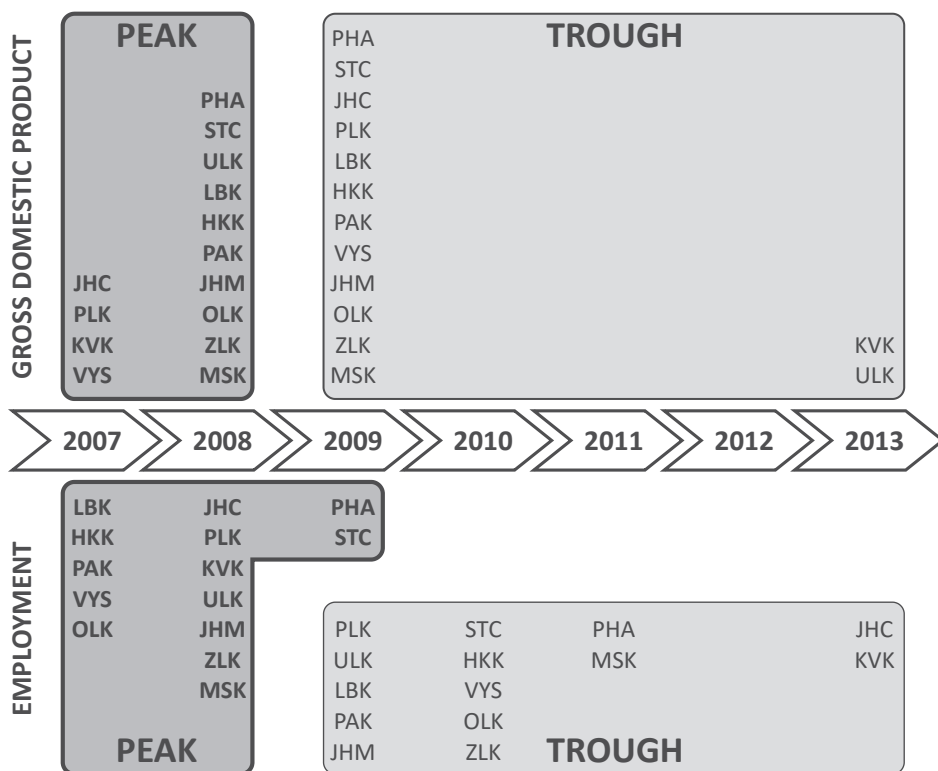 GROSS DOMESTIC PRODUCT
PEAK
TROUGH
PHA
PHA
STC
STC
JHC
ULK
PLK
LBK
LBK
HKK
HKK
PAK
PAK
VYS
JHC JHM
JHM
PLK OLK
OLK
KVK ZLK
ZLK KVK
VYS MSK
MSK ULK
2007 2008 2009 2010 2011 2012 2013
EMPLOYMENT
LBK JHC PHA
HKK PLK STC
PAK KVK
VYS ULK
OLK JHM
ZLK
MSK
PEAK
PLK STC PHA JHC
ULK HKK MSK KVK
LBK VYS
PAK OLK
JHM ZLK
TROUGH